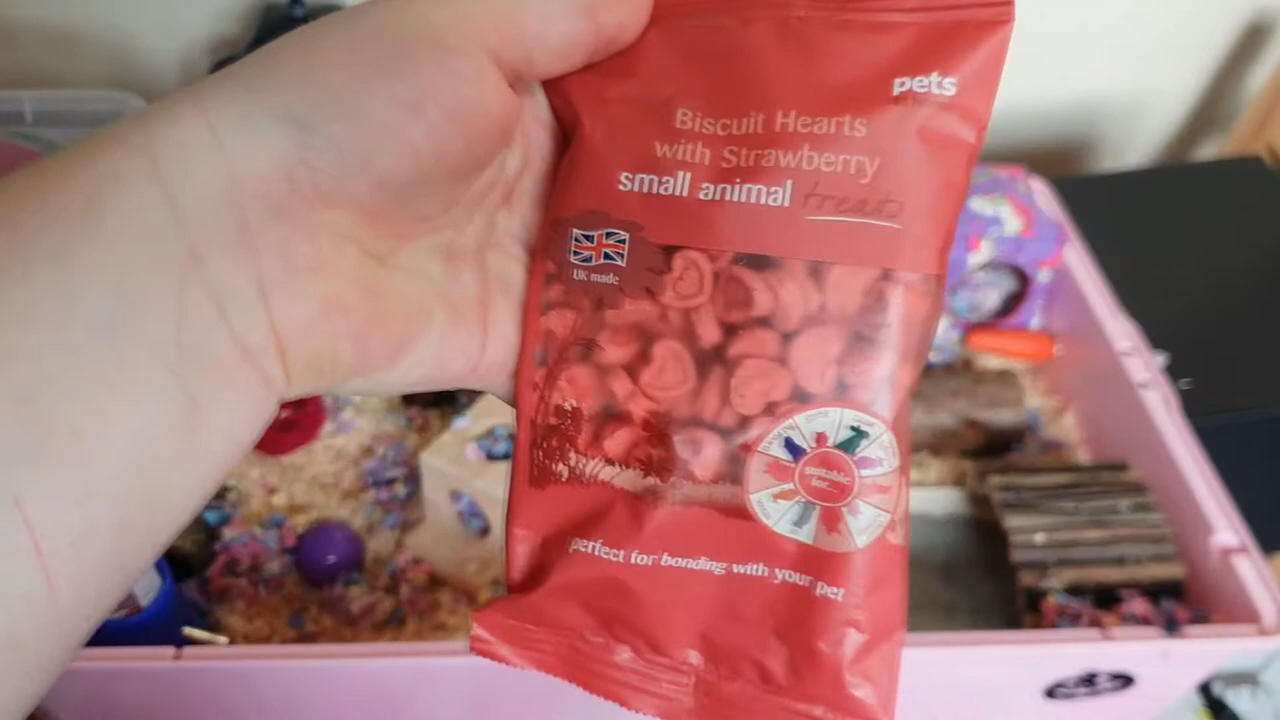 pets
Biscuit Hearts
with Strawberry
small animal treats
UK made
suitable
for...
perfect for bonding with your pet